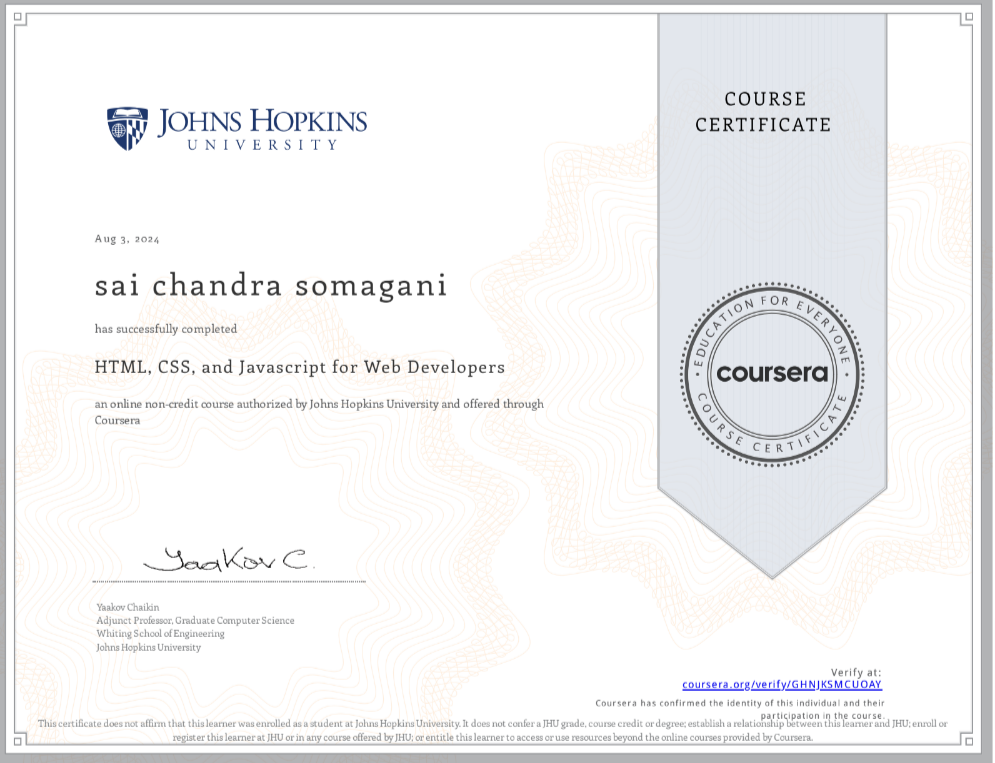 JOHNS HOPKINS
UNIVERSITY
COURSE
CERTIFICATE
Aug 3, 2024
sai chandra somagani
has successfully completed
HTML, CSS, and Javascript for Web Developers
an online non-credit course authorized by Johns Hopkins University and offered through
Coursera
EDUCATION FOR EVERYONE
coursera
COURSE CERTIFICATE
Yaakov C.
Yaakov Chaikin
Adjunct Professor, Graduate Computer Science
Whiting School of Engineering
Johns Hopkins University
Verify at:
coursera.org/verify/GHNJKSMCUOAY
Coursera has confirmed the identity of this individual and their
participation in the course.
This certificate does not affirm that this learner was enrolled as a student at Johns Hopkins University. It does not confer a JHU grade, course credit or degree; establish a relationship between this learner and JHU; enroll or
register this learner at JHU or in any course offered by JHU; or entitle this learner to access or use resources beyond the online courses provided by Coursera.